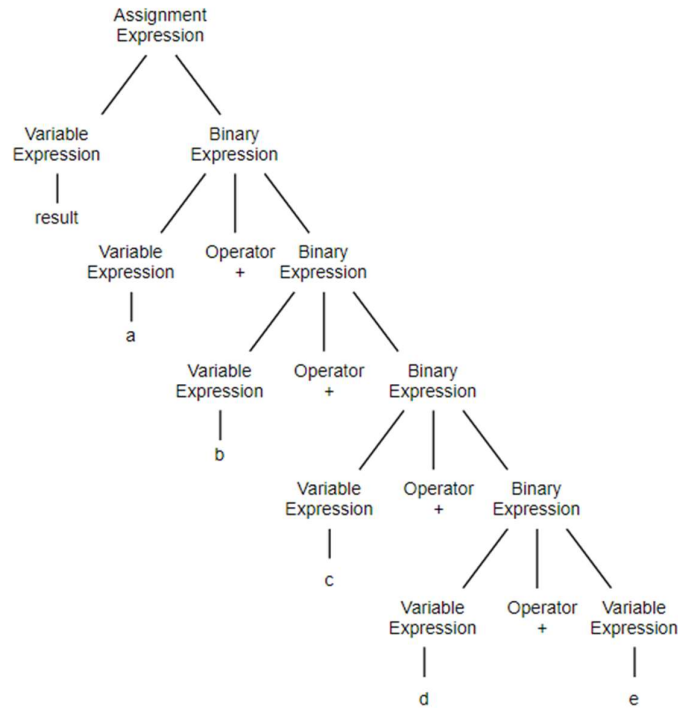 Assignment
Expression
Variable
Expression
Binary
Expression
result
Variable
Expression
Operator
+
Binary
Expression
a
Variable
Expression
Operator
+
Binary
Expression
b
Variable
Expression
Operator
+
Binary
Expression
c
Variable
Expression
Operator
+
Variable
Expression
d
e